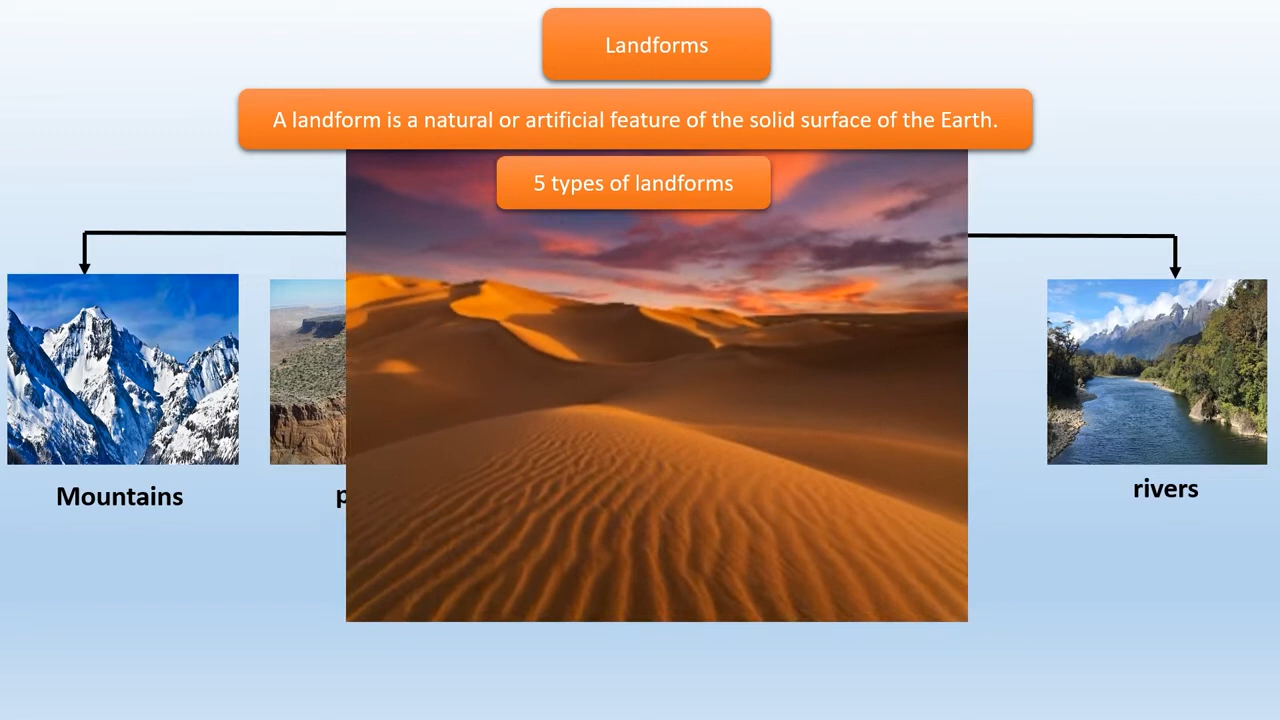 Landforms
A landform is a natural or artificial feature of the solid surface of the Earth.
5 types of landforms
Mountains
rivers